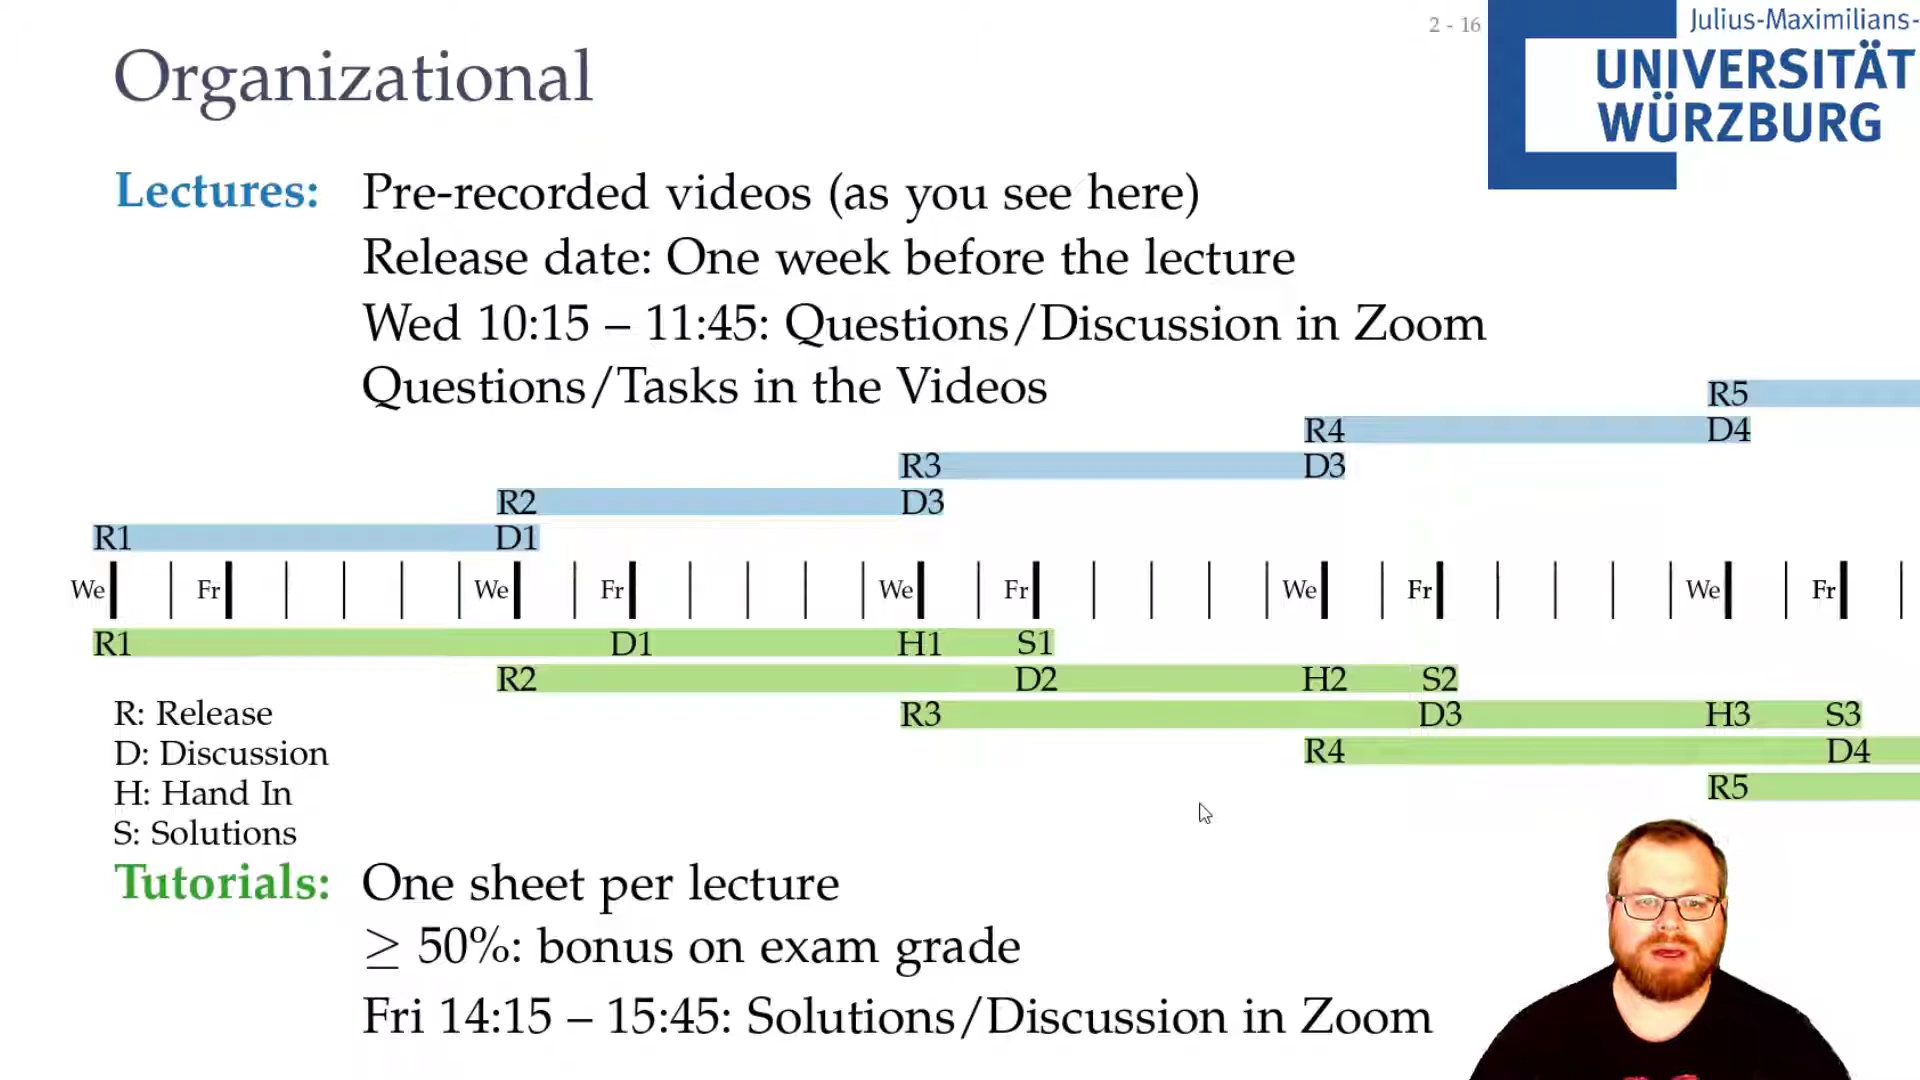 2 - 16
Julius-Maximilians-
UNIVERSITÄT
WÜRZBURG
Organizational
Lectures: Pre-recorded videos (as you see here)
Release date: One week before the lecture
Wed 10:15 – 11:45: Questions/Discussion in Zoom
Questions/Tasks in the Videos
R5
R4 D4
R3 D3
R2 D3
R1 D1
We Fr We Fr We Fr We Fr We Fr
R1 D1 H1 S1
R2 D2 H2 S2
R3 D3 H3 S3
R4 D4
R5
R: Release
D: Discussion
H: Hand In
S: Solutions
Tutorials: One sheet per lecture
≥ 50%: bonus on exam grade
Fri 14:15 – 15:45: Solutions/Discussion in Zoom